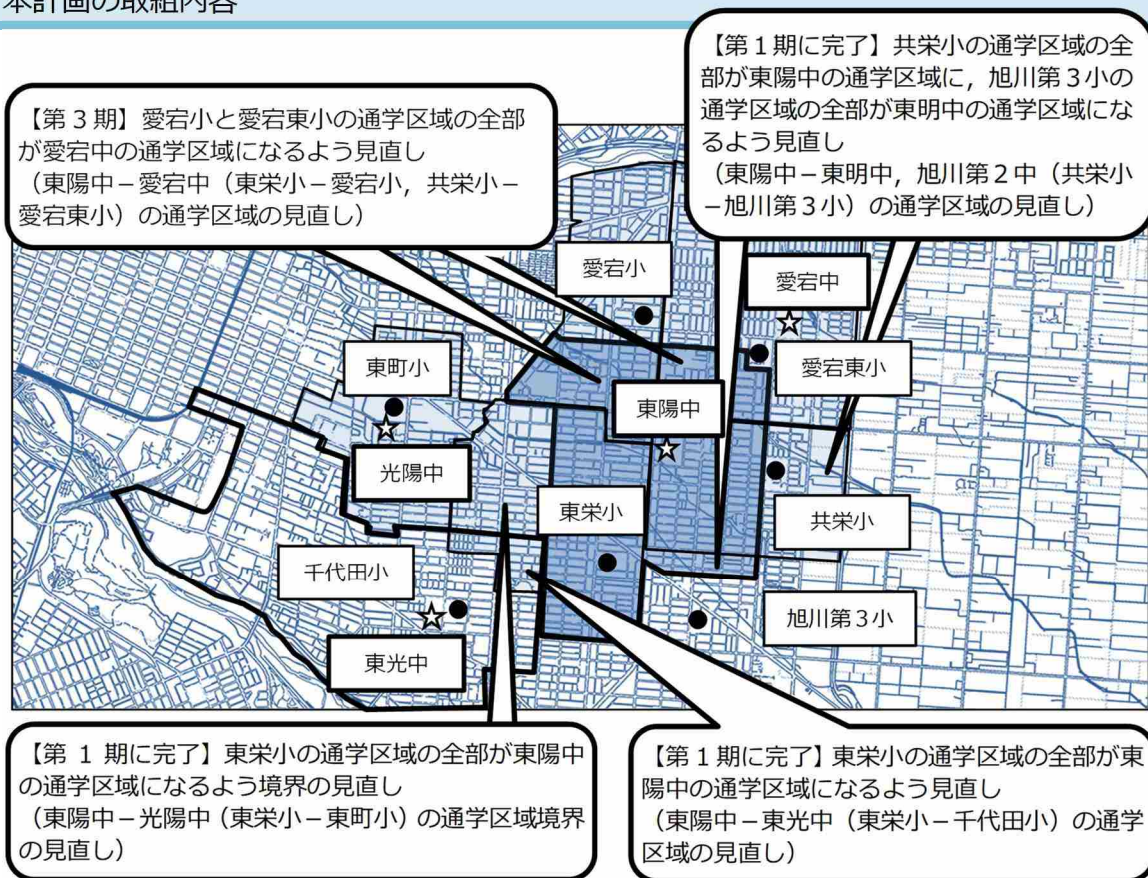 本計画の取組内容
【第１期に完了】共栄小の通学区域の全
部が東陽中の通学区域に，旭川第３小の
通学区域の全部が東明中の通学区域にな
るよう見直し
（東陽中－東明中，旭川第２中（共栄小
－旭川第３小）の通学区域の見直し）
【第３期】愛宕小と愛宕東小の通学区域の全部
が愛宕中の通学区域になるよう見直し
（東陽中－愛宕中（東栄小－愛宕小，共栄小－
愛宕東小）の通学区域の見直し）
愛宕小
愛宕中
東町小
愛宕東小
東陽中
光陽中
東栄小
共栄小
千代田小
旭川第３小
東光中
【第 1 期に完了】東栄小の通学区域の全部が東陽中
の通学区域になるよう境界の見直し
（東陽中－光陽中（東栄小－東町小）の通学区域境界
の見直し）
【第１期に完了】東栄小の通学区域の全部が東
陽中の通学区域になるよう見直し
（東陽中－東光中（東栄小－千代田小）の通学
区域の見直し）